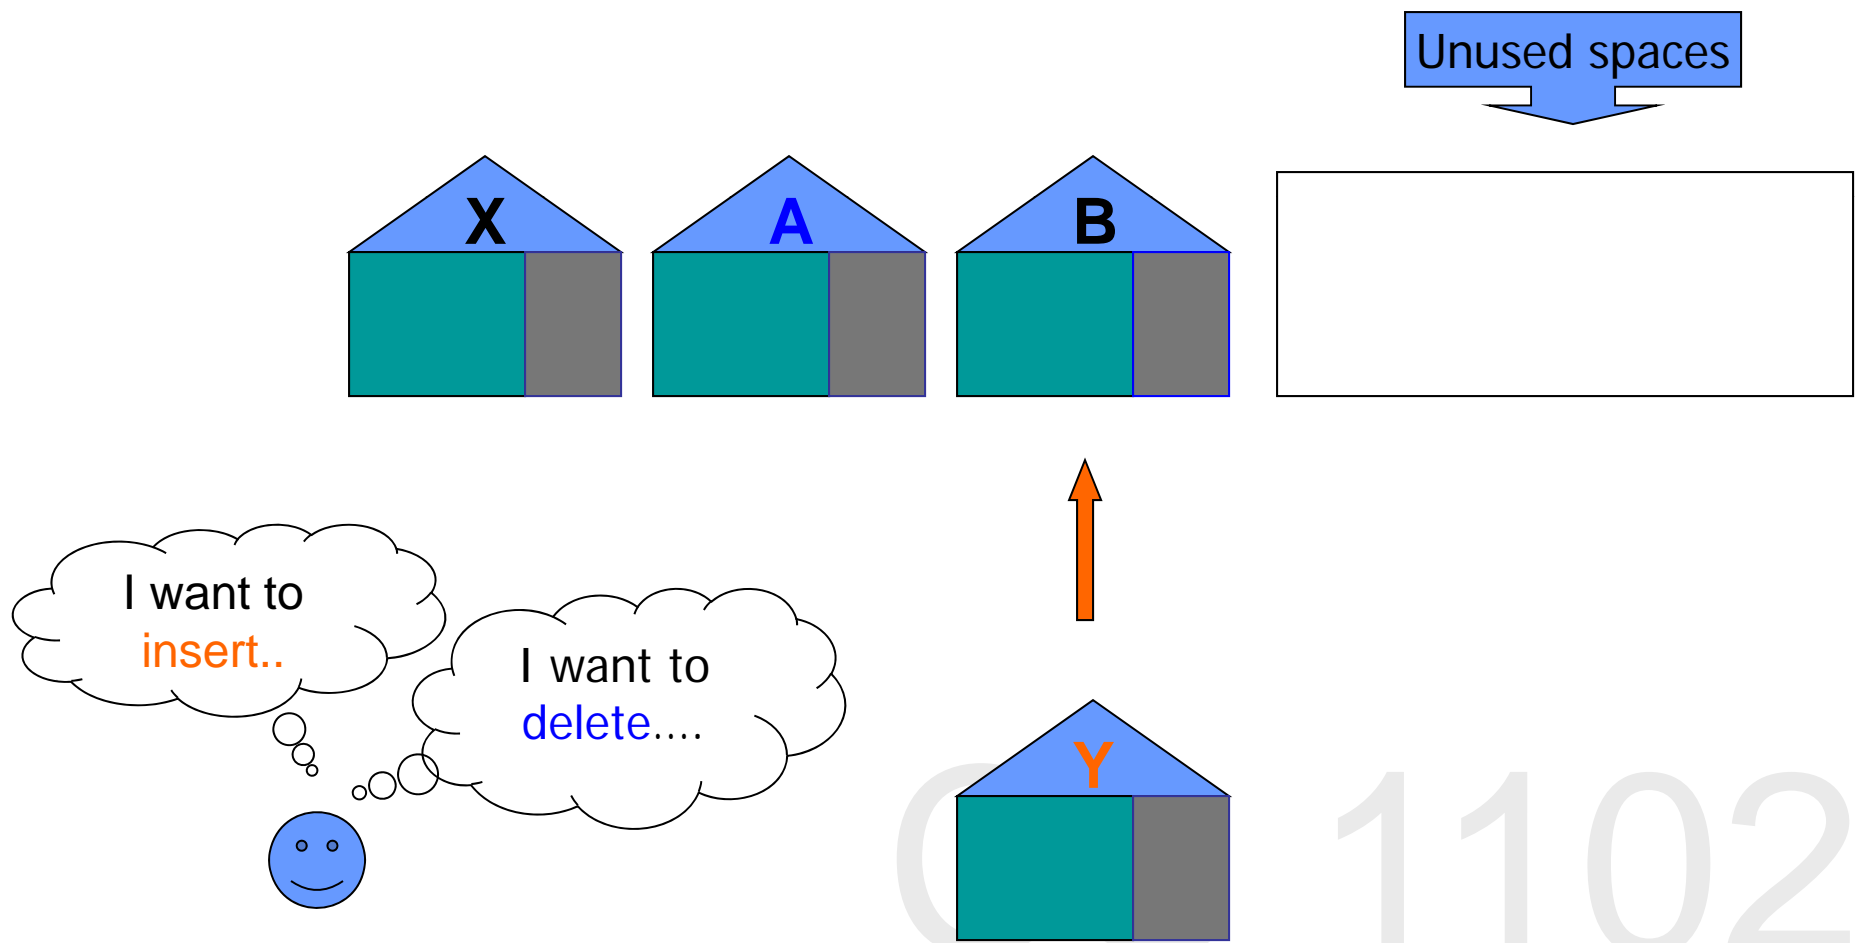 Unused spaces
X A B
I want to
insert..
I want to
delete....
Y
1102